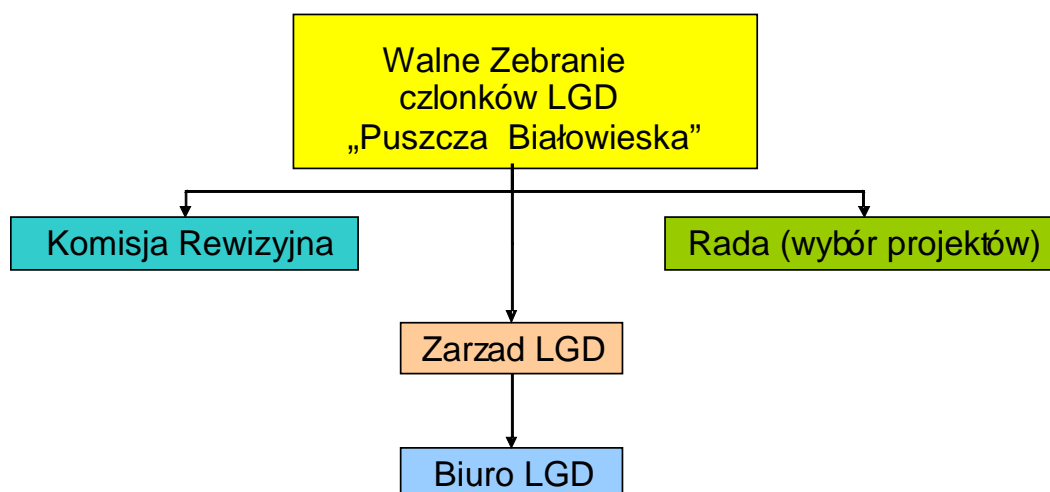 Walne Zebranie
czlonków LGD
„Puszcza Białowieska”
Komisja Rewizyjna
Rada (wybór projektów)
Zarzad LGD
Biuro LGD